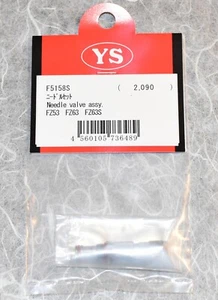 YS
F5158S ( 2,090 )
ﾆｰﾄﾞﾙｾｯﾄ
Needle valve assy.
FZ53 FZ63 FZ63S
4 560105 736489